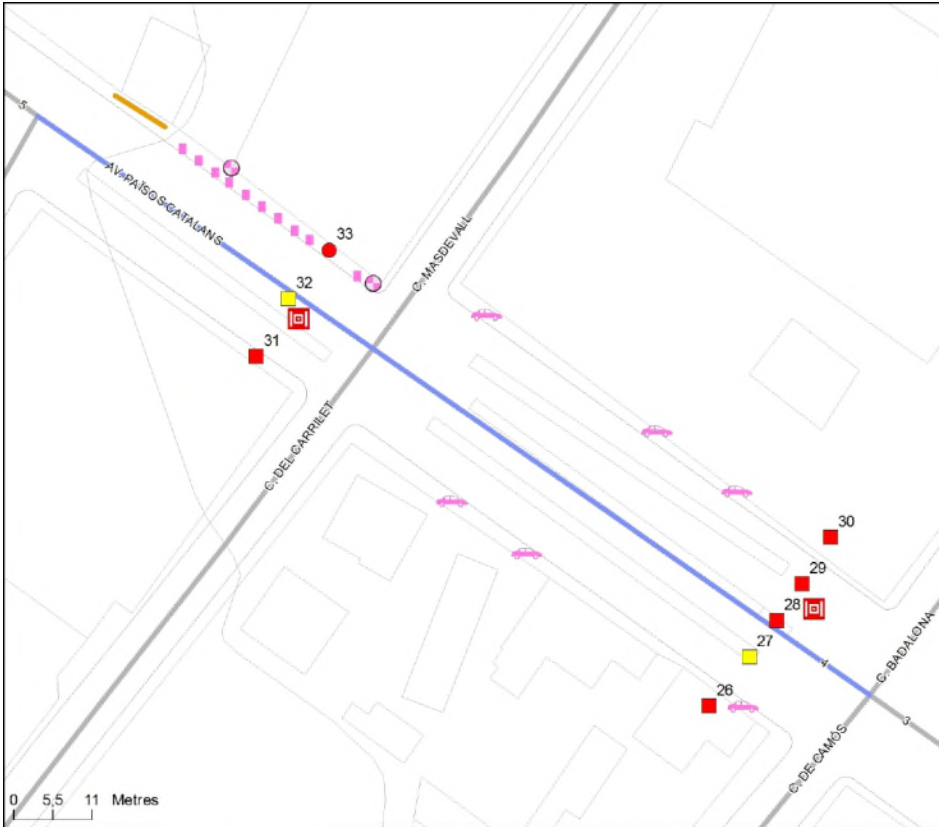 5
AV. PAÏSOS CATALANS
C. MASDEVALL
33
32
31
C. DEL CARRILET
30
29
28
27
26
4
C. BADALONA
3
C. DE CAMÓS
0 5,5 11 Metres